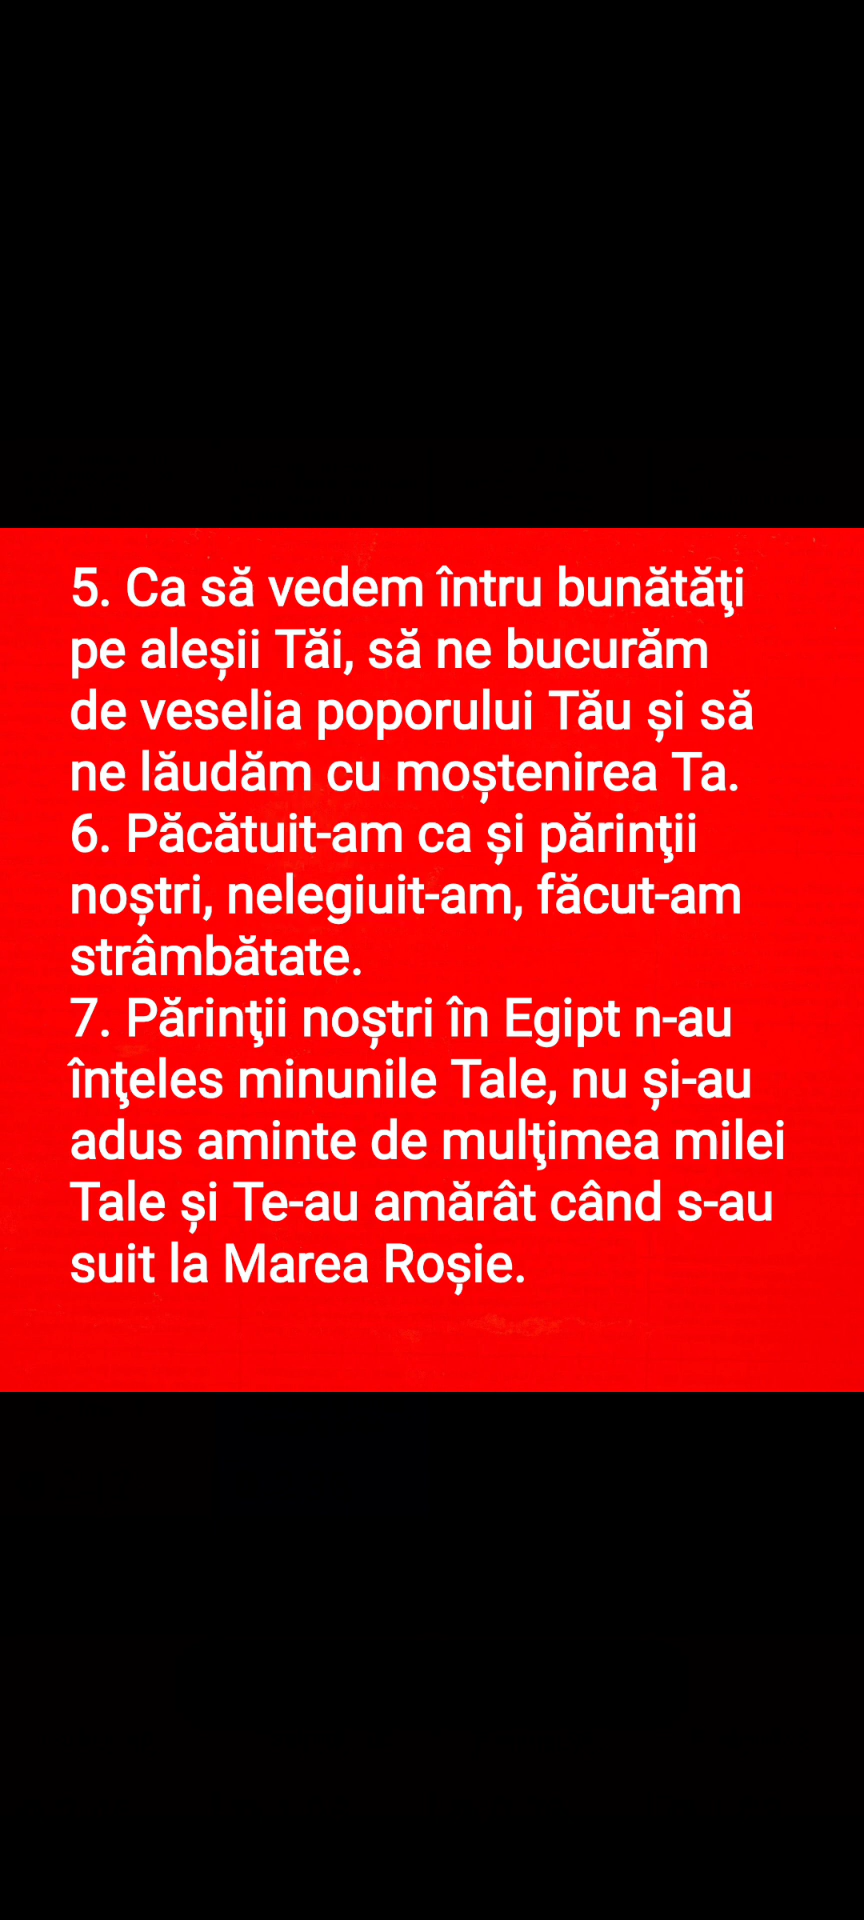 5. Ca să vedem întru bunătăţi
pe aleșii Tăi, să ne bucurăm
de veselia poporului Tău și să
ne lăudăm cu moștenirea Ta.
6. Păcătuit-am ca și părinţii
noștri, nelegiuit-am, făcut-am
strâmbătate.
7. Părinţii noștri în Egipt n-au
înţeles minunile Tale, nu și-au
adus aminte de mulţimea milei
Tale și Te-au amărât când s-au
suit la Marea Roșie.